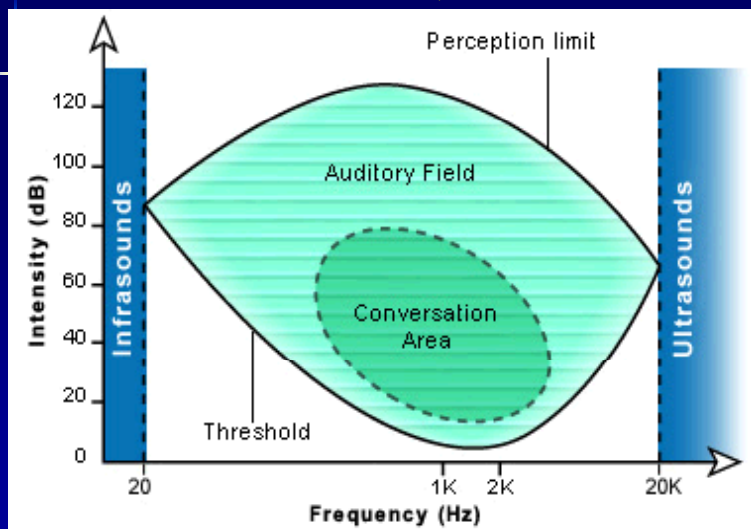 Perception limit
120
100
80
60
40
20
0
Intensity (dB)
Infrasounds
Auditory Field
Conversation
Area
Threshold
Ultrasounds
20
1K
2K
20K
Frequency (Hz)